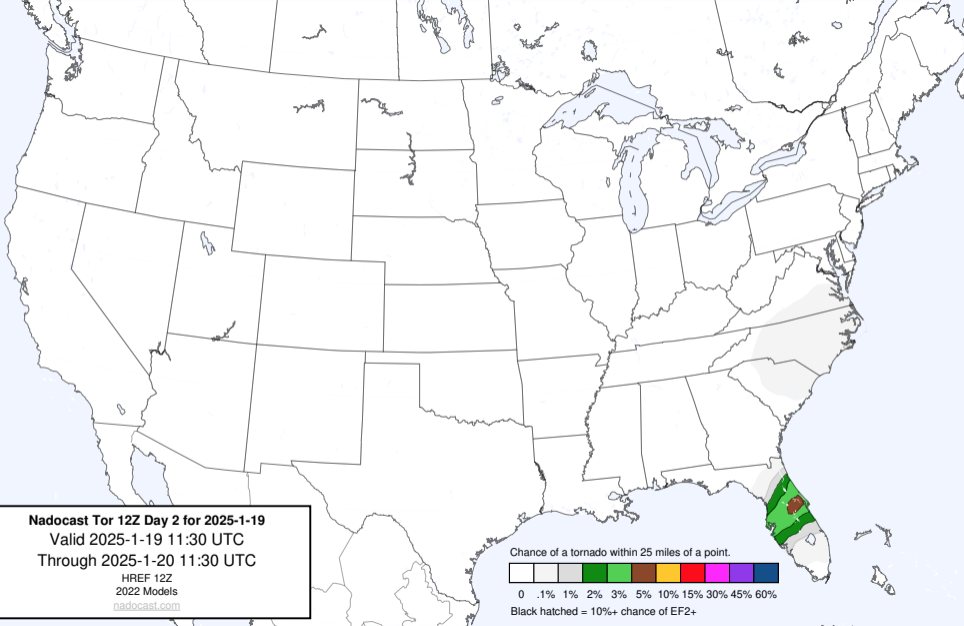 Nadocast Tor 12Z Day 2 for 2025-1-19
Valid 2025-1-19 11:30 UTC
Through 2025-1-20 11:30 UTC
HREF 12Z
2022 Models
nadocast.com
Chance of a tornado within 25 miles of a point.
0 .1% 1% 2% 3% 5% 10% 15% 30% 45% 60%
Black hatched = 10%+ chance of EF2+